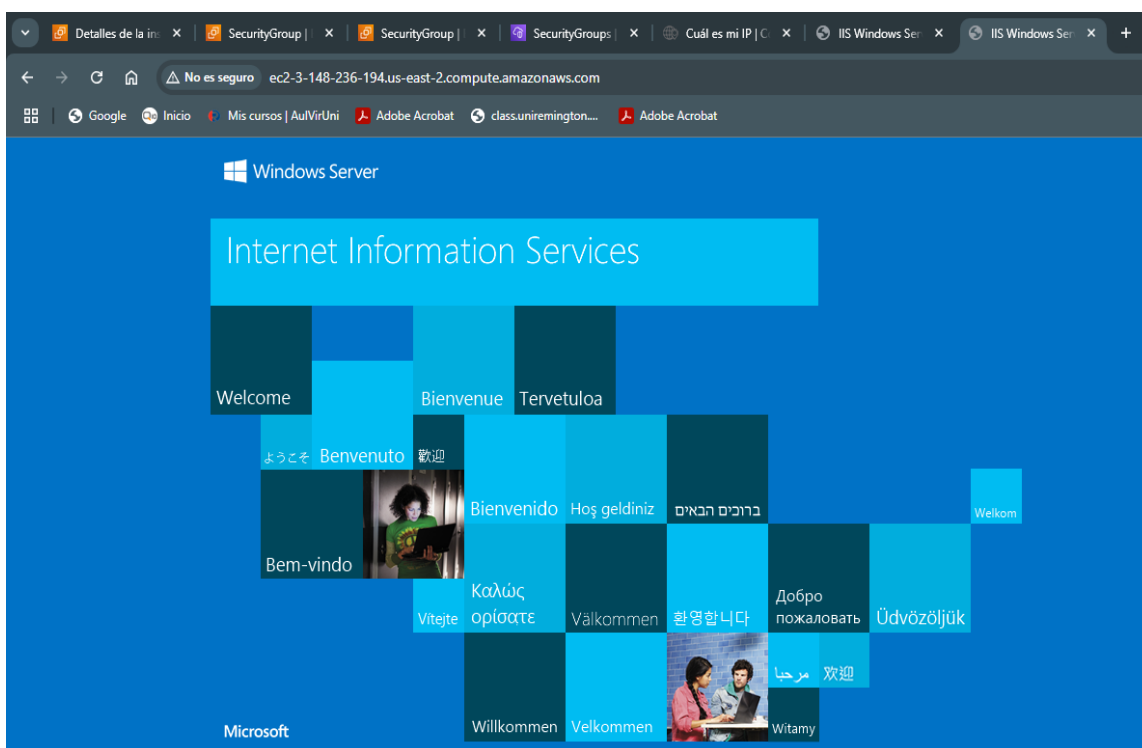 Detalles de la ins
SecurityGroup |
SecurityGroup |
SecurityGroups |
Cuál es mi IP | C
IIS Windows Ser
IIS Windows Ser
No es seguro
ec2-3-148-236-194.us-east-2.compute.amazonaws.com
Google
Inicio
Mis cursos | AulVirUni
Adobe Acrobat
class.uniremington....
Adobe Acrobat
Windows Server
Internet Information Services
Welcome
Bienvenue
Tervetuloa
ようこそ
Benvenuto
歡迎
Bienvenido
Hoş geldiniz
ברוכים הבאים
Welkom
Bem-vindo
Vítejte
Καλώς
ορίσατε
Välkommen
환영합니다
Добро
пожаловать
Üdvözöljük
مرحبا
欢迎
Microsoft
Willkommen
Velkommen
Witamy